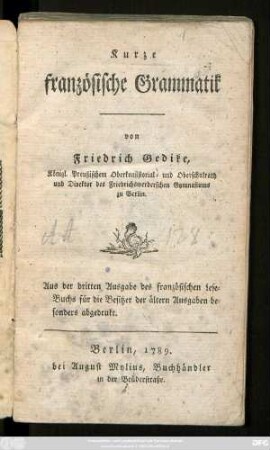 Kurze
französische Grammatik
von
Friedrich Gedike,
Königl. Preußischen Oberkonsistorial- und Oberschulrath
und Direktor des Friedrichswerderschen Gymnasiums
zu Berlin.
Aus der dritten Ausgabe des französischen Lese-
Buchs für die Besitzer der ältern Ausgaben be-
sonders abgedrukt.
Berlin, 1789.
bei August Mylius, Buchhändler
in der Brüderstraße.